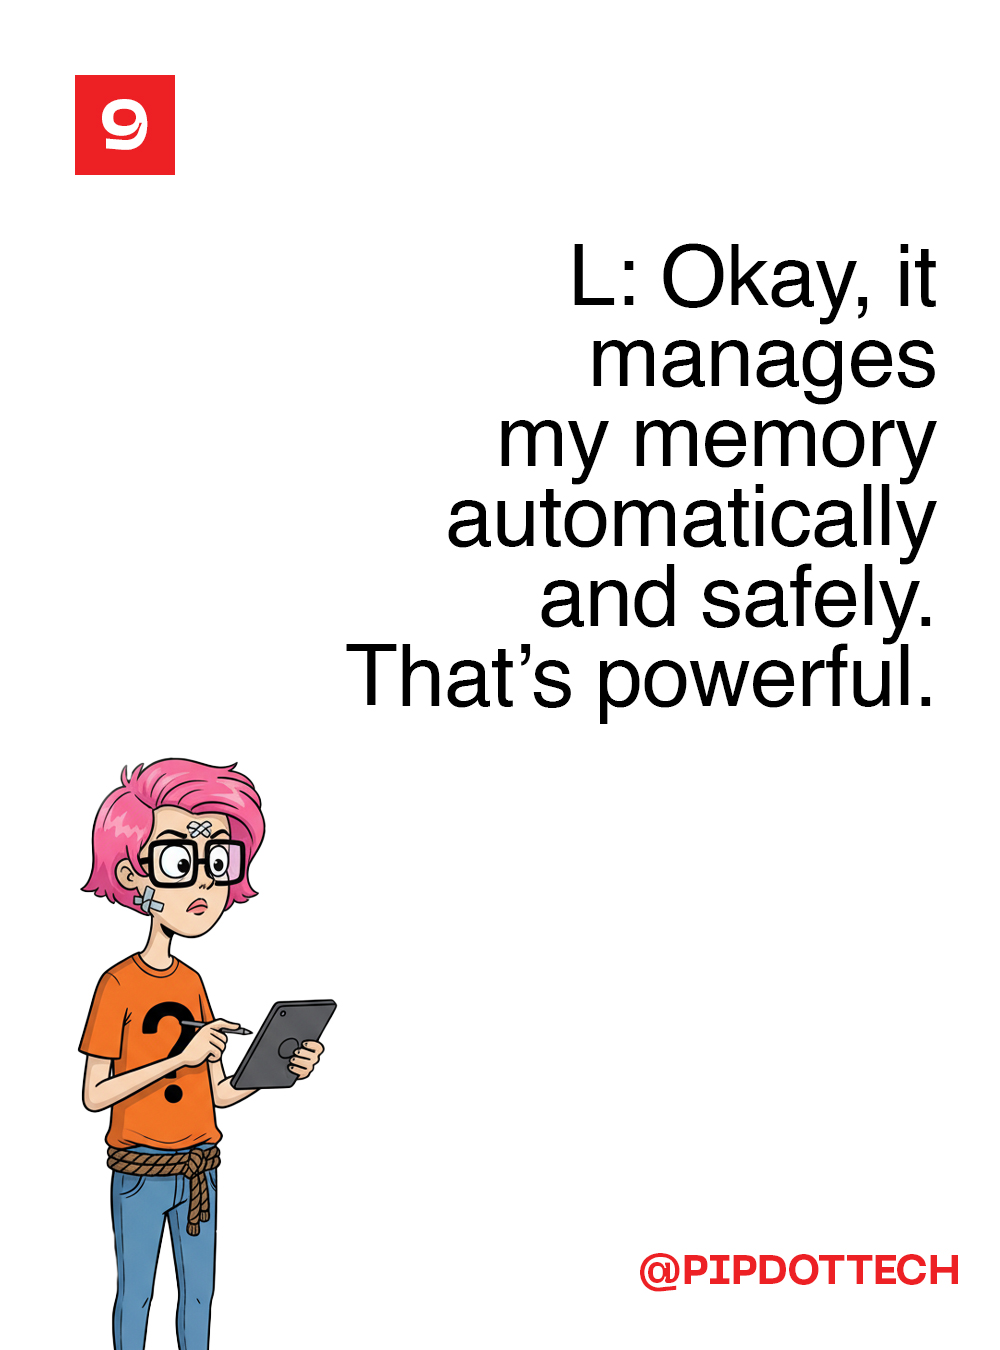 9
L: Okay, it
manages
my memory
automatically
and safely.
That’s powerful.
?
@PIPDOTTECH